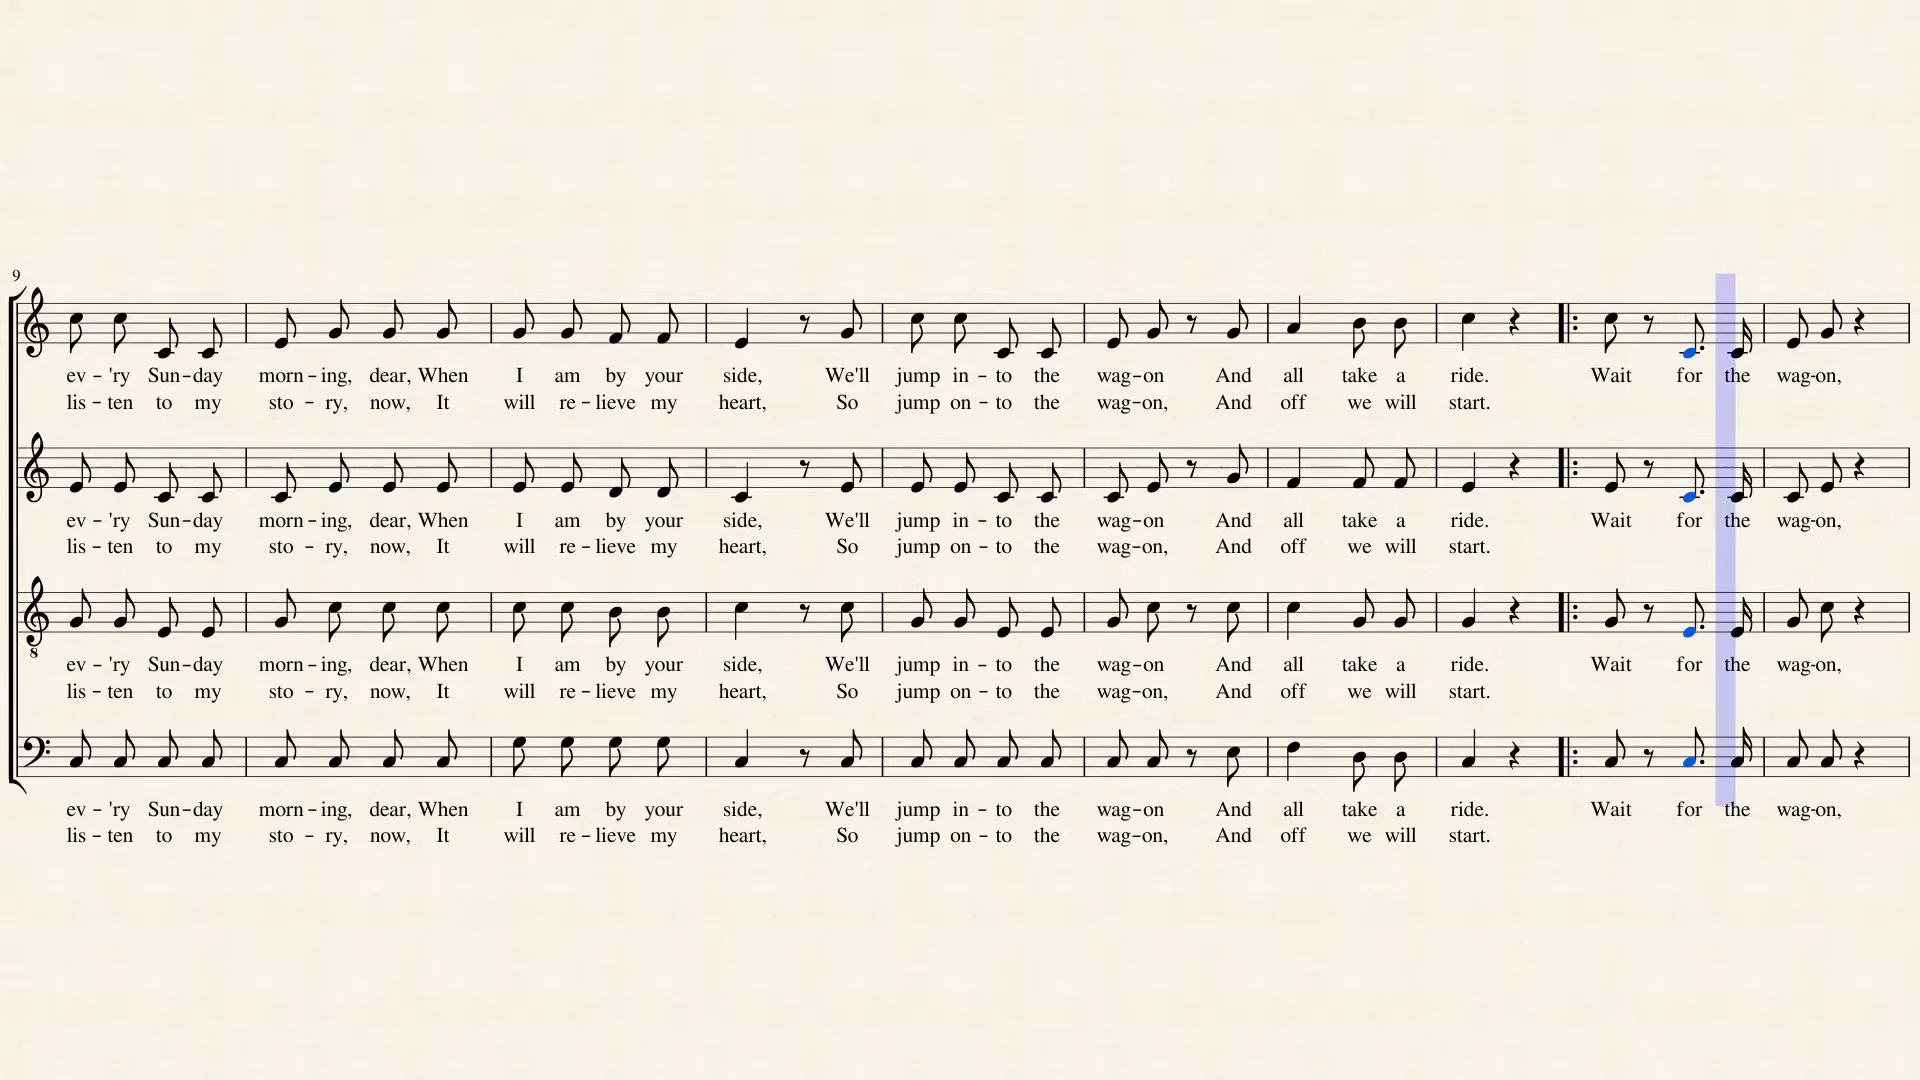 9
ev - 'ry Sun - day morn - ing, dear, When I am by your side, We'll jump in - to the wag - on And all take a ride. Wait for the wag - on,
lis - ten to my sto - ry, now, It will re - lieve my heart, So jump on - to the wag - on, And off we will start.
ev - 'ry Sun - day morn - ing, dear, When I am by your side, We'll jump in - to the wag - on And all take a ride. Wait for the wag - on,
lis - ten to my sto - ry, now, It will re - lieve my heart, So jump on - to the wag - on, And off we will start.
8
ev - 'ry Sun - day morn - ing, dear, When I am by your side, We'll jump in - to the wag - on And all take a ride. Wait for the wag - on,
lis - ten to my sto - ry, now, It will re - lieve my heart, So jump on - to the wag - on, And off we will start.
ev - 'ry Sun - day morn - ing, dear, When I am by your side, We'll jump in - to the wag - on And all take a ride. Wait for the wag - on,
lis - ten to my sto - ry, now, It will re - lieve my heart, So jump on - to the wag - on, And off we will start.